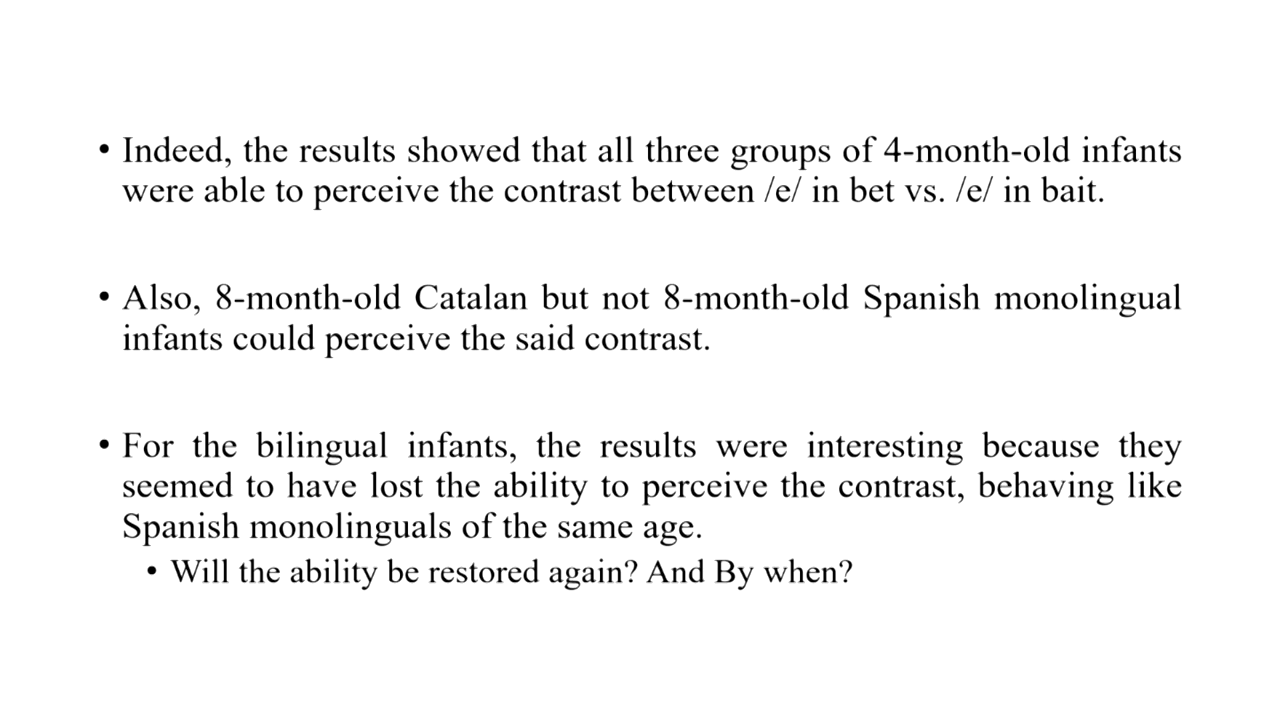 • Indeed, the results showed that all three groups of 4-month-old infants
were able to perceive the contrast between /e/ in bet vs. /e/ in bait.
• Also, 8-month-old Catalan but not 8-month-old Spanish monolingual
infants could perceive the said contrast.
• For the bilingual infants, the results were interesting because they
seemed to have lost the ability to perceive the contrast, behaving like
Spanish monolinguals of the same age.
• Will the ability be restored again? And By when?